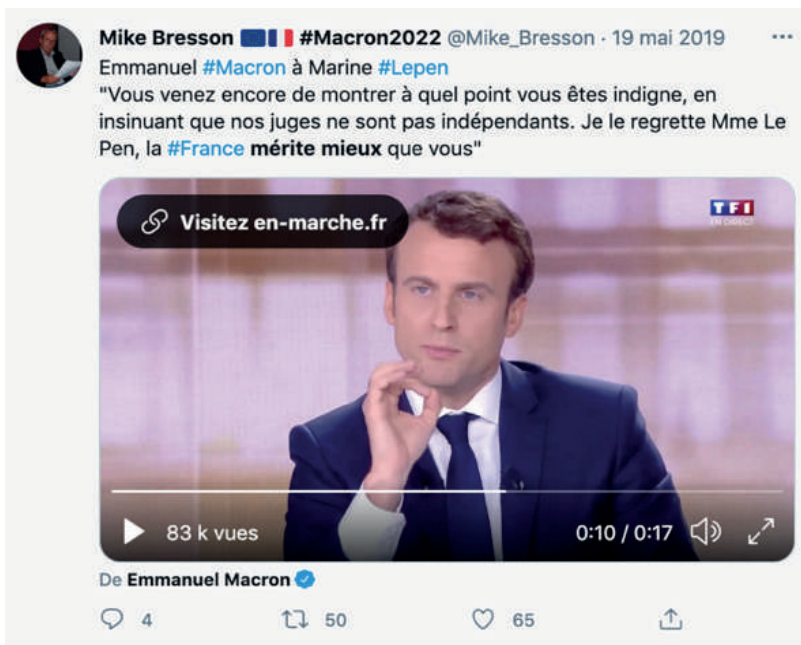 Mike Bresson 🇪🇺🇫🇷 #Macron2022 @Mike_Bresson · 19 mai 2019 ...
Emmanuel #Macron à Marine #Lepen
"Vous venez encore de montrer à quel point vous êtes indigne, en
insinuant que nos juges ne sont pas indépendants. Je le regrette Mme Le
Pen, la #France mérite mieux que vous"
Visitez en-marche.fr
TF1
EN DIRECT
83 k vues
0:10 / 0:17
De Emmanuel Macron
4 50 65